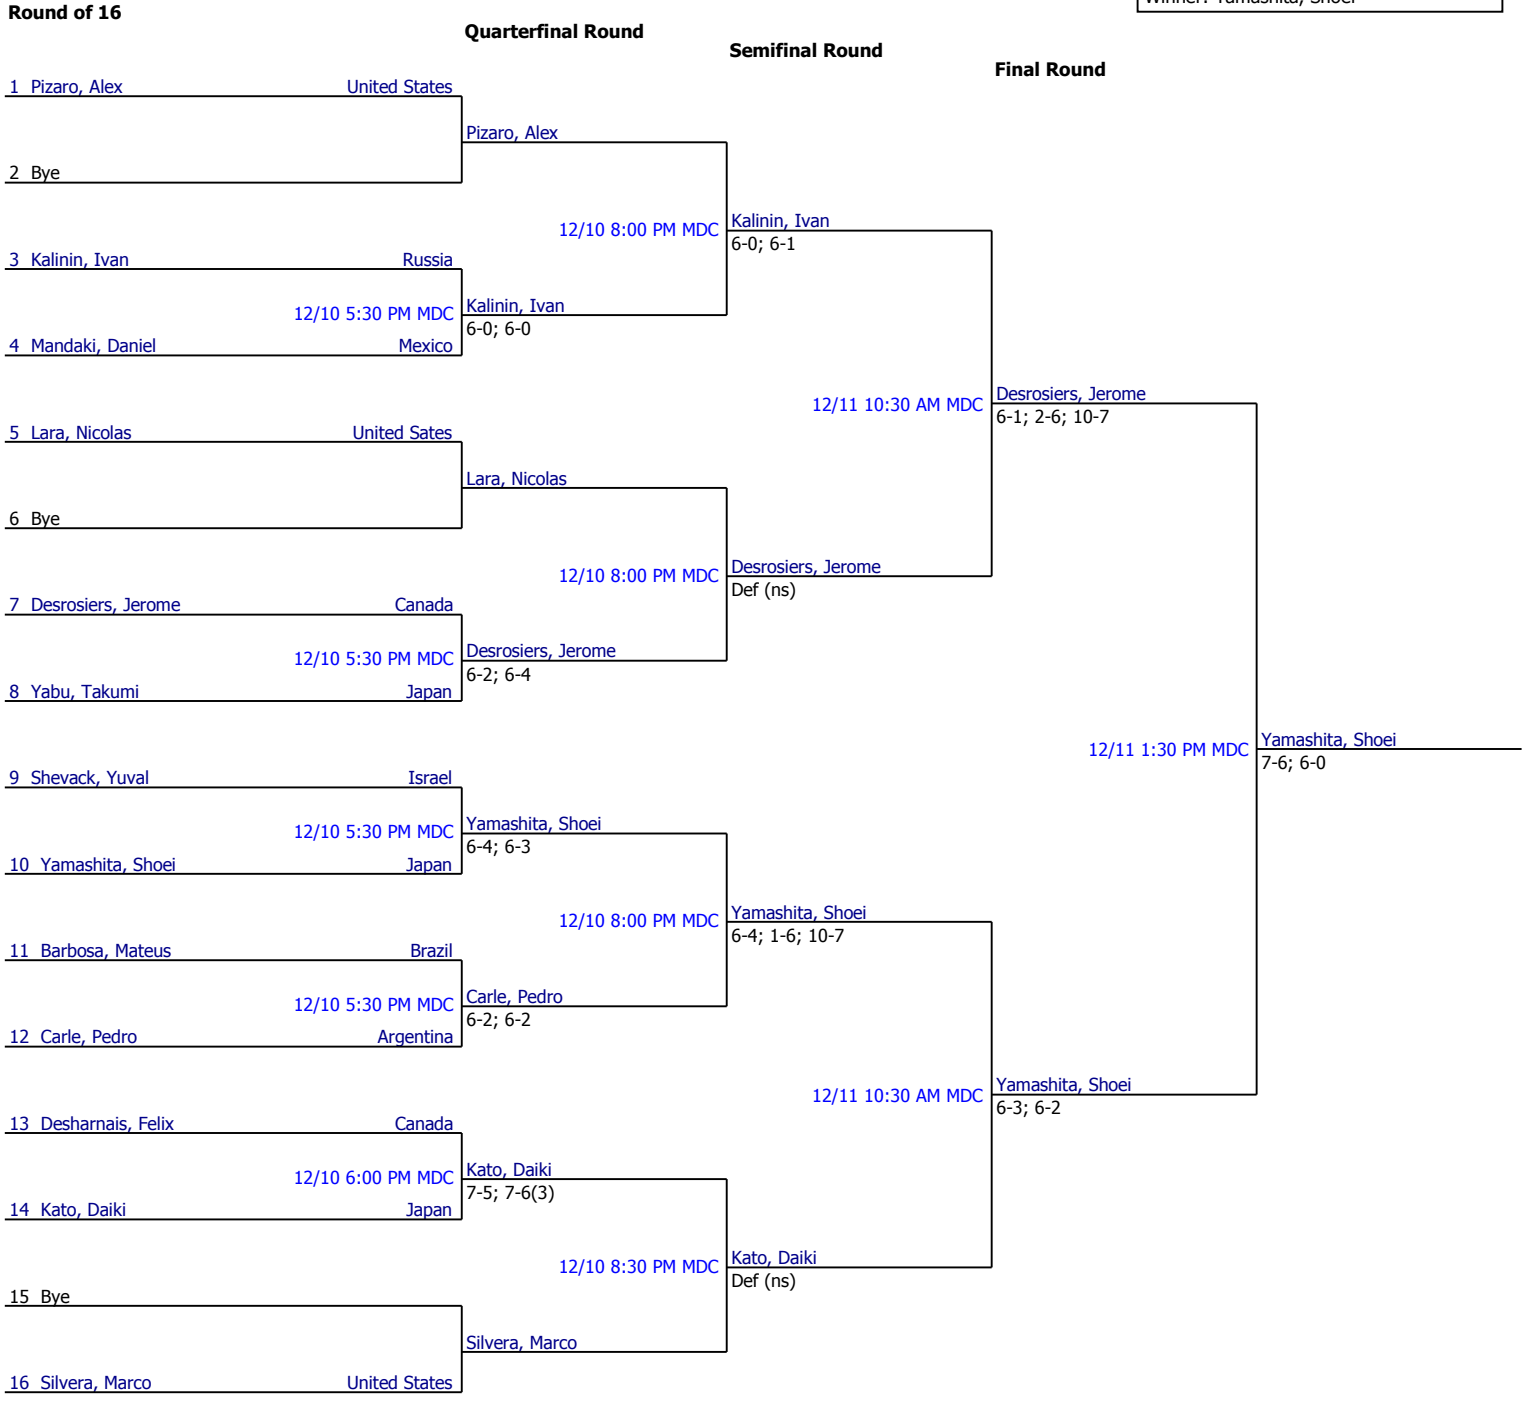 Winner: Yamashita, Shoei
Round of 16
Quarterfinal Round
Semifinal Round
Final Round
1 Pizaro, Alex United States
Pizaro, Alex
2 Bye
12/10 8:00 PM MDC Kalinin, Ivan
6-0; 6-1
3 Kalinin, Ivan Russia
12/10 5:30 PM MDC Kalinin, Ivan
6-0; 6-0
4 Mandaki, Daniel Mexico
12/11 10:30 AM MDC Desrosiers, Jerome
6-1; 2-6; 10-7
5 Lara, Nicolas United Sates
Lara, Nicolas
6 Bye
12/10 8:00 PM MDC Desrosiers, Jerome
Def (ns)
7 Desrosiers, Jerome Canada
12/10 5:30 PM MDC Desrosiers, Jerome
6-2; 6-4
8 Yabu, Takumi Japan
12/11 1:30 PM MDC Yamashita, Shoei
7-6; 6-0
9 Shevack, Yuval Israel
12/10 5:30 PM MDC Yamashita, Shoei
6-4; 6-3
10 Yamashita, Shoei Japan
12/10 8:00 PM MDC Yamashita, Shoei
6-4; 1-6; 10-7
11 Barbosa, Mateus Brazil
12/10 5:30 PM MDC Carle, Pedro
6-2; 6-2
12 Carle, Pedro Argentina
12/11 10:30 AM MDC Yamashita, Shoei
6-3; 6-2
13 Desharnais, Felix Canada
12/10 6:00 PM MDC Kato, Daiki
7-5; 7-6(3)
14 Kato, Daiki Japan
12/10 8:30 PM MDC Kato, Daiki
Def (ns)
15 Bye
Silvera, Marco
16 Silvera, Marco United States